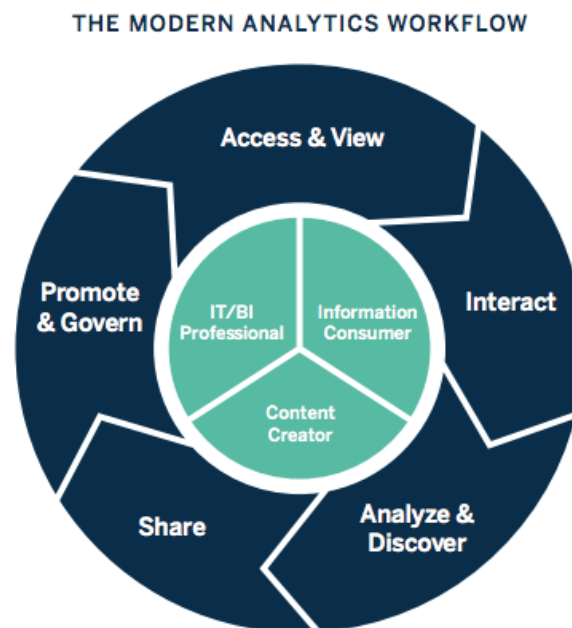 THE MODERN ANALYTICS WORKFLOW
Access & View
Interact
Analyze &
Discover
Share
Promote
& Govern
IT/BI
Professional
Information
Consumer
Content
Creator